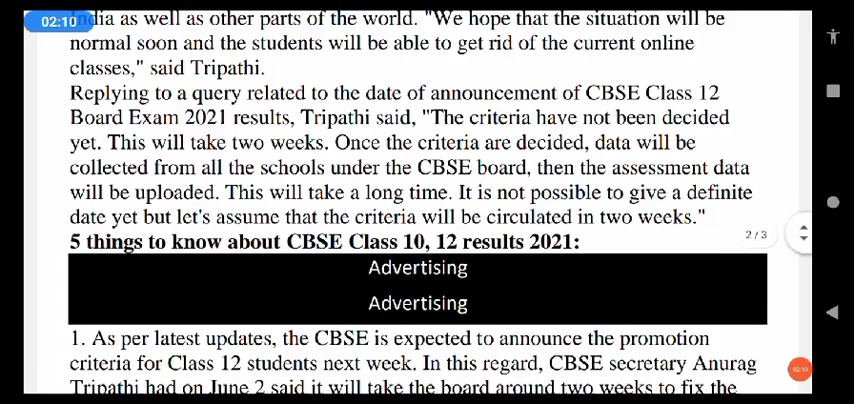 India as well as other parts of the world. "We hope that the situation will be
02:10
normal soon and the students will be able to get rid of the current online
classes," said Tripathi.
Replying to a query related to the date of announcement of CBSE Class 12
Board Exam 2021 results, Tripathi said, "The criteria have not been decided
yet. This will take two weeks. Once the criteria are decided, data will be
collected from all the schools under the CBSE board, then the assessment data
will be uploaded. This will take a long time. It is not possible to give a definite
date yet but let's assume that the criteria will be circulated in two weeks."
2/3
5 things to know about CBSE Class 10, 12 results 2021:
Advertising
Advertising
1. As per latest updates, the CBSE is expected to announce the promotion
criteria for Class 12 students next week. In this regard, CBSE secretary Anurag
02:10
Tripathi had on June 2 said it will take the board around two weeks to fix the